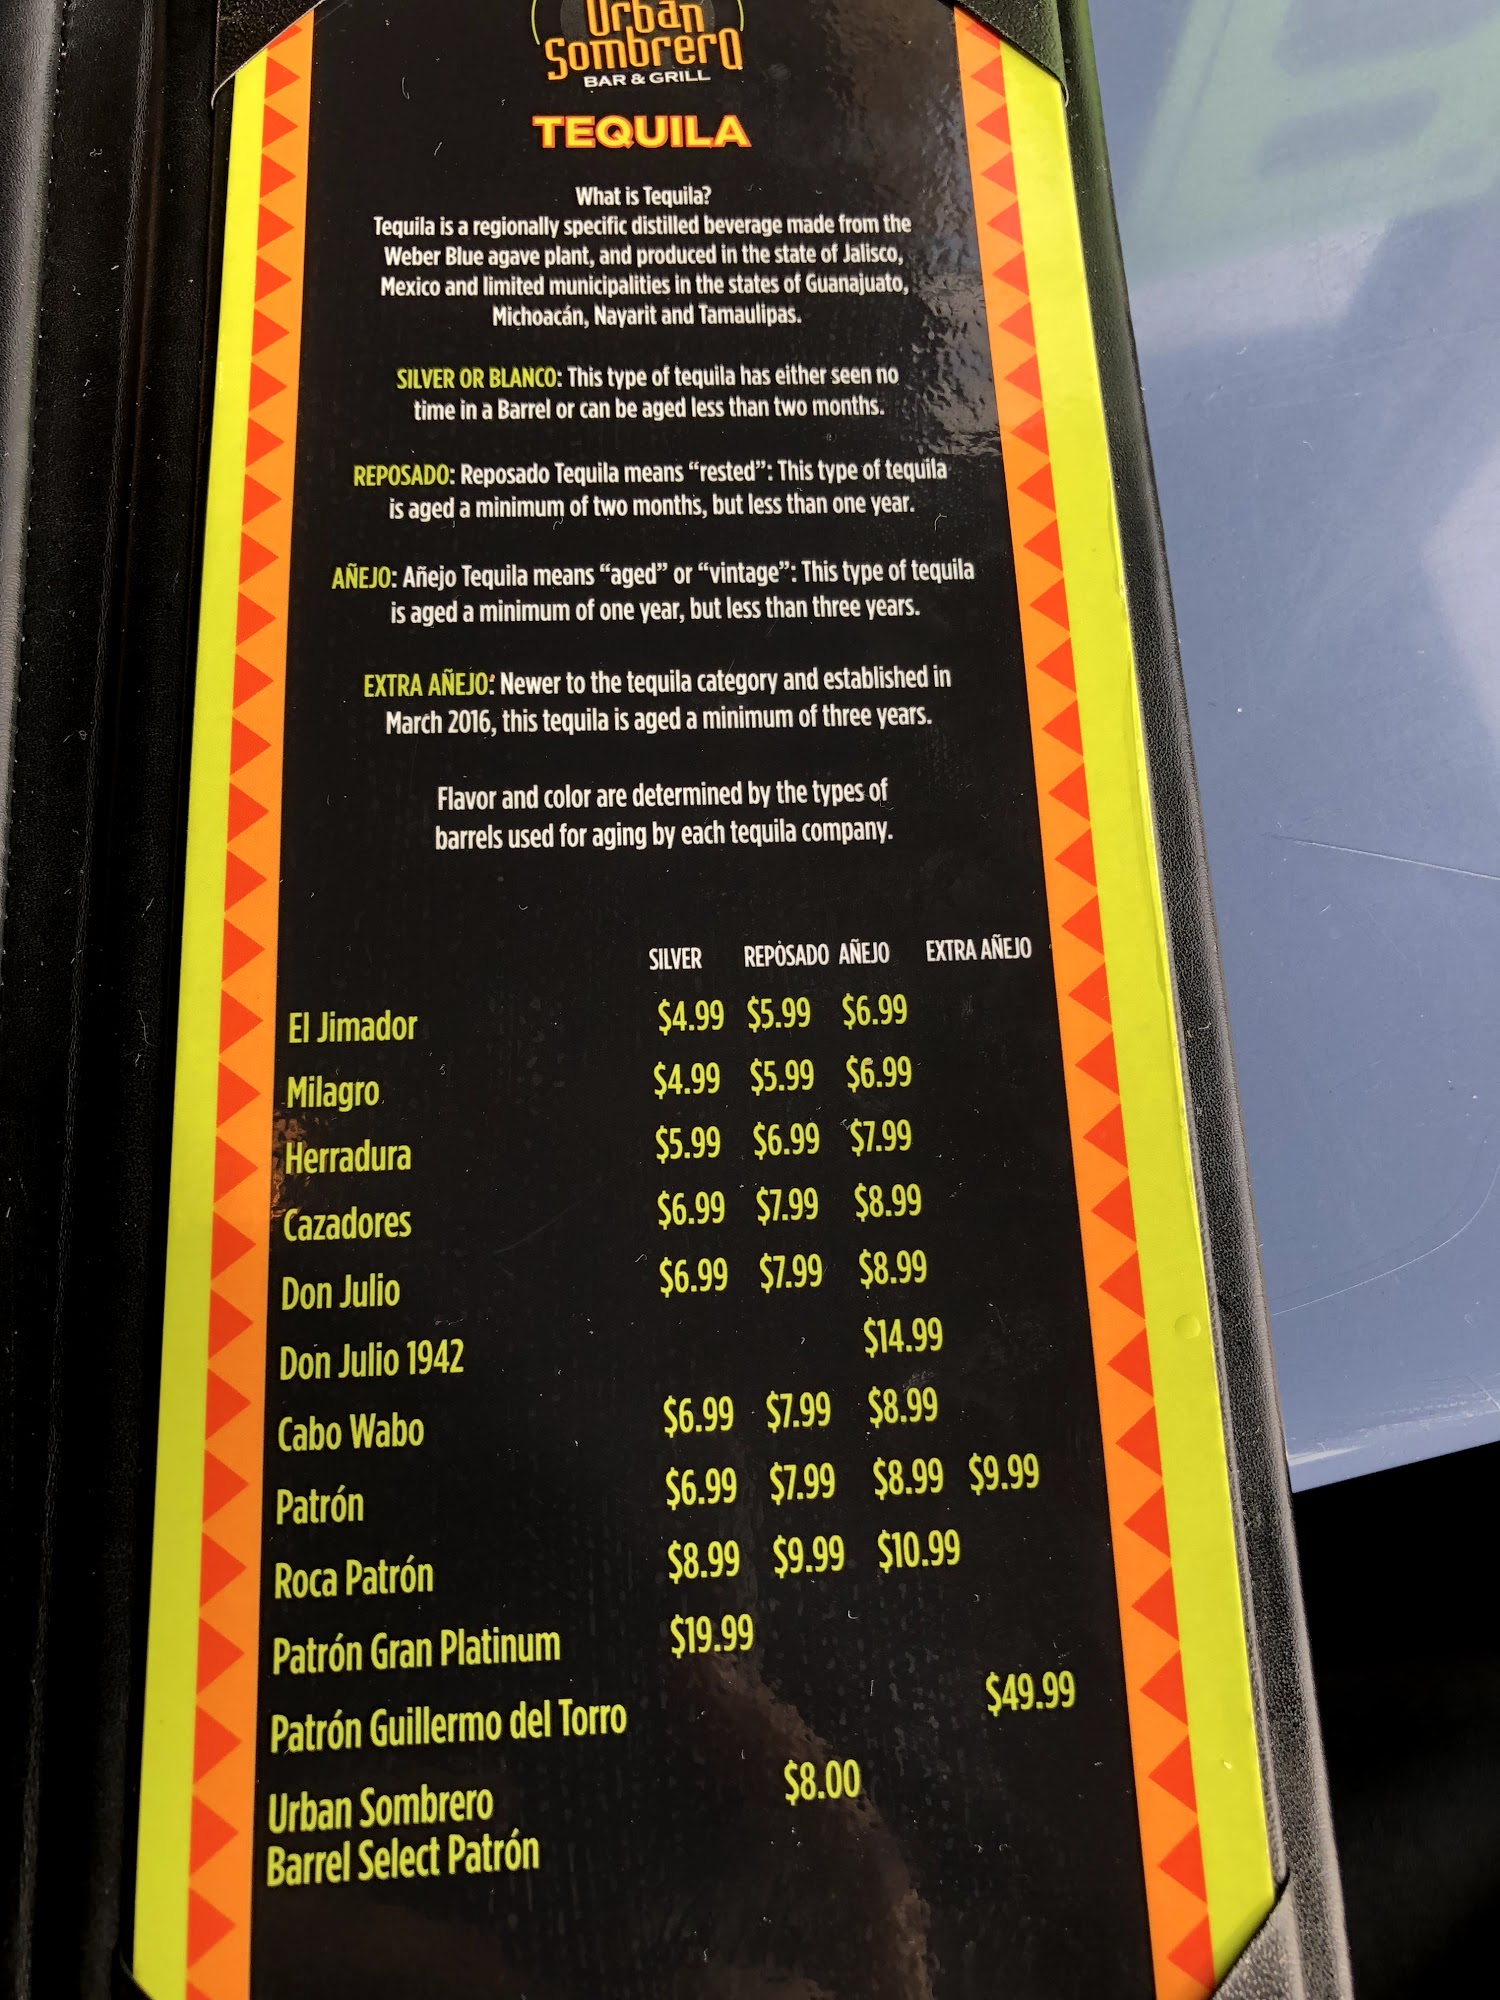 Urban
Sombrero
BAR & GRILL
TEQUILA
What is Tequila?
Tequila is a regionally specific distilled beverage made from the
Weber Blue agave plant, and produced in the state of Jalisco,
Mexico and limited municipalities in the states of Guanajuato,
Michoacán, Nayarit and Tamaulipas.
SILVER OR BLANCO: This type of tequila has either seen no
time in a Barrel or can be aged less than two months.
REPOSADO: Reposado Tequila means “rested”: This type of tequila
is aged a minimum of two months, but less than one year.
AÑEJO: Añejo Tequila means “aged” or “vintage”: This type of tequila
is aged a minimum of one year, but less than three years.
EXTRA AÑEJO: Newer to the tequila category and established in
March 2016, this tequila is aged a minimum of three years.
Flavor and color are determined by the types of
barrels used for aging by each tequila company.
SILVER REPOSADO AÑEJO EXTRA AÑEJO
El Jimador $4.99 $5.99 $6.99
Milagro $4.99 $5.99 $6.99
Herradura $5.99 $6.99 $7.99
Cazadores $6.99 $7.99 $8.99
Don Julio $6.99 $7.99 $8.99
Don Julio 1942 $14.99
Cabo Wabo $6.99 $7.99 $8.99
Patrón $6.99 $7.99 $8.99 $9.99
Roca Patrón $8.99 $9.99 $10.99
Patrón Gran Platinum $19.99
Patrón Guillermo del Torro $49.99
Urban Sombrero $8.00
Barrel Select Patrón